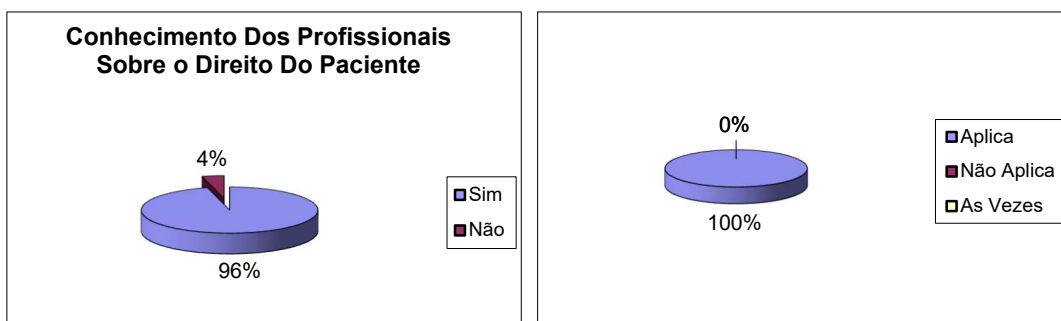 Conhecimento Dos Profissionais
Sobre o Direito Do Paciente
4%
96%
Sim
Não
0%
100%
Aplica
Não Aplica
As Vezes